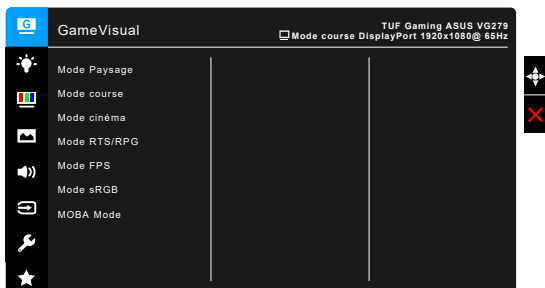 G
GameVisual
TUF Gaming ASUS VG279
Mode course DisplayPort 1920x1080@ 65Hz
Mode Paysage
Mode course
Mode cinéma
Mode RTS/RPG
Mode FPS
Mode sRGB
MOBA Mode